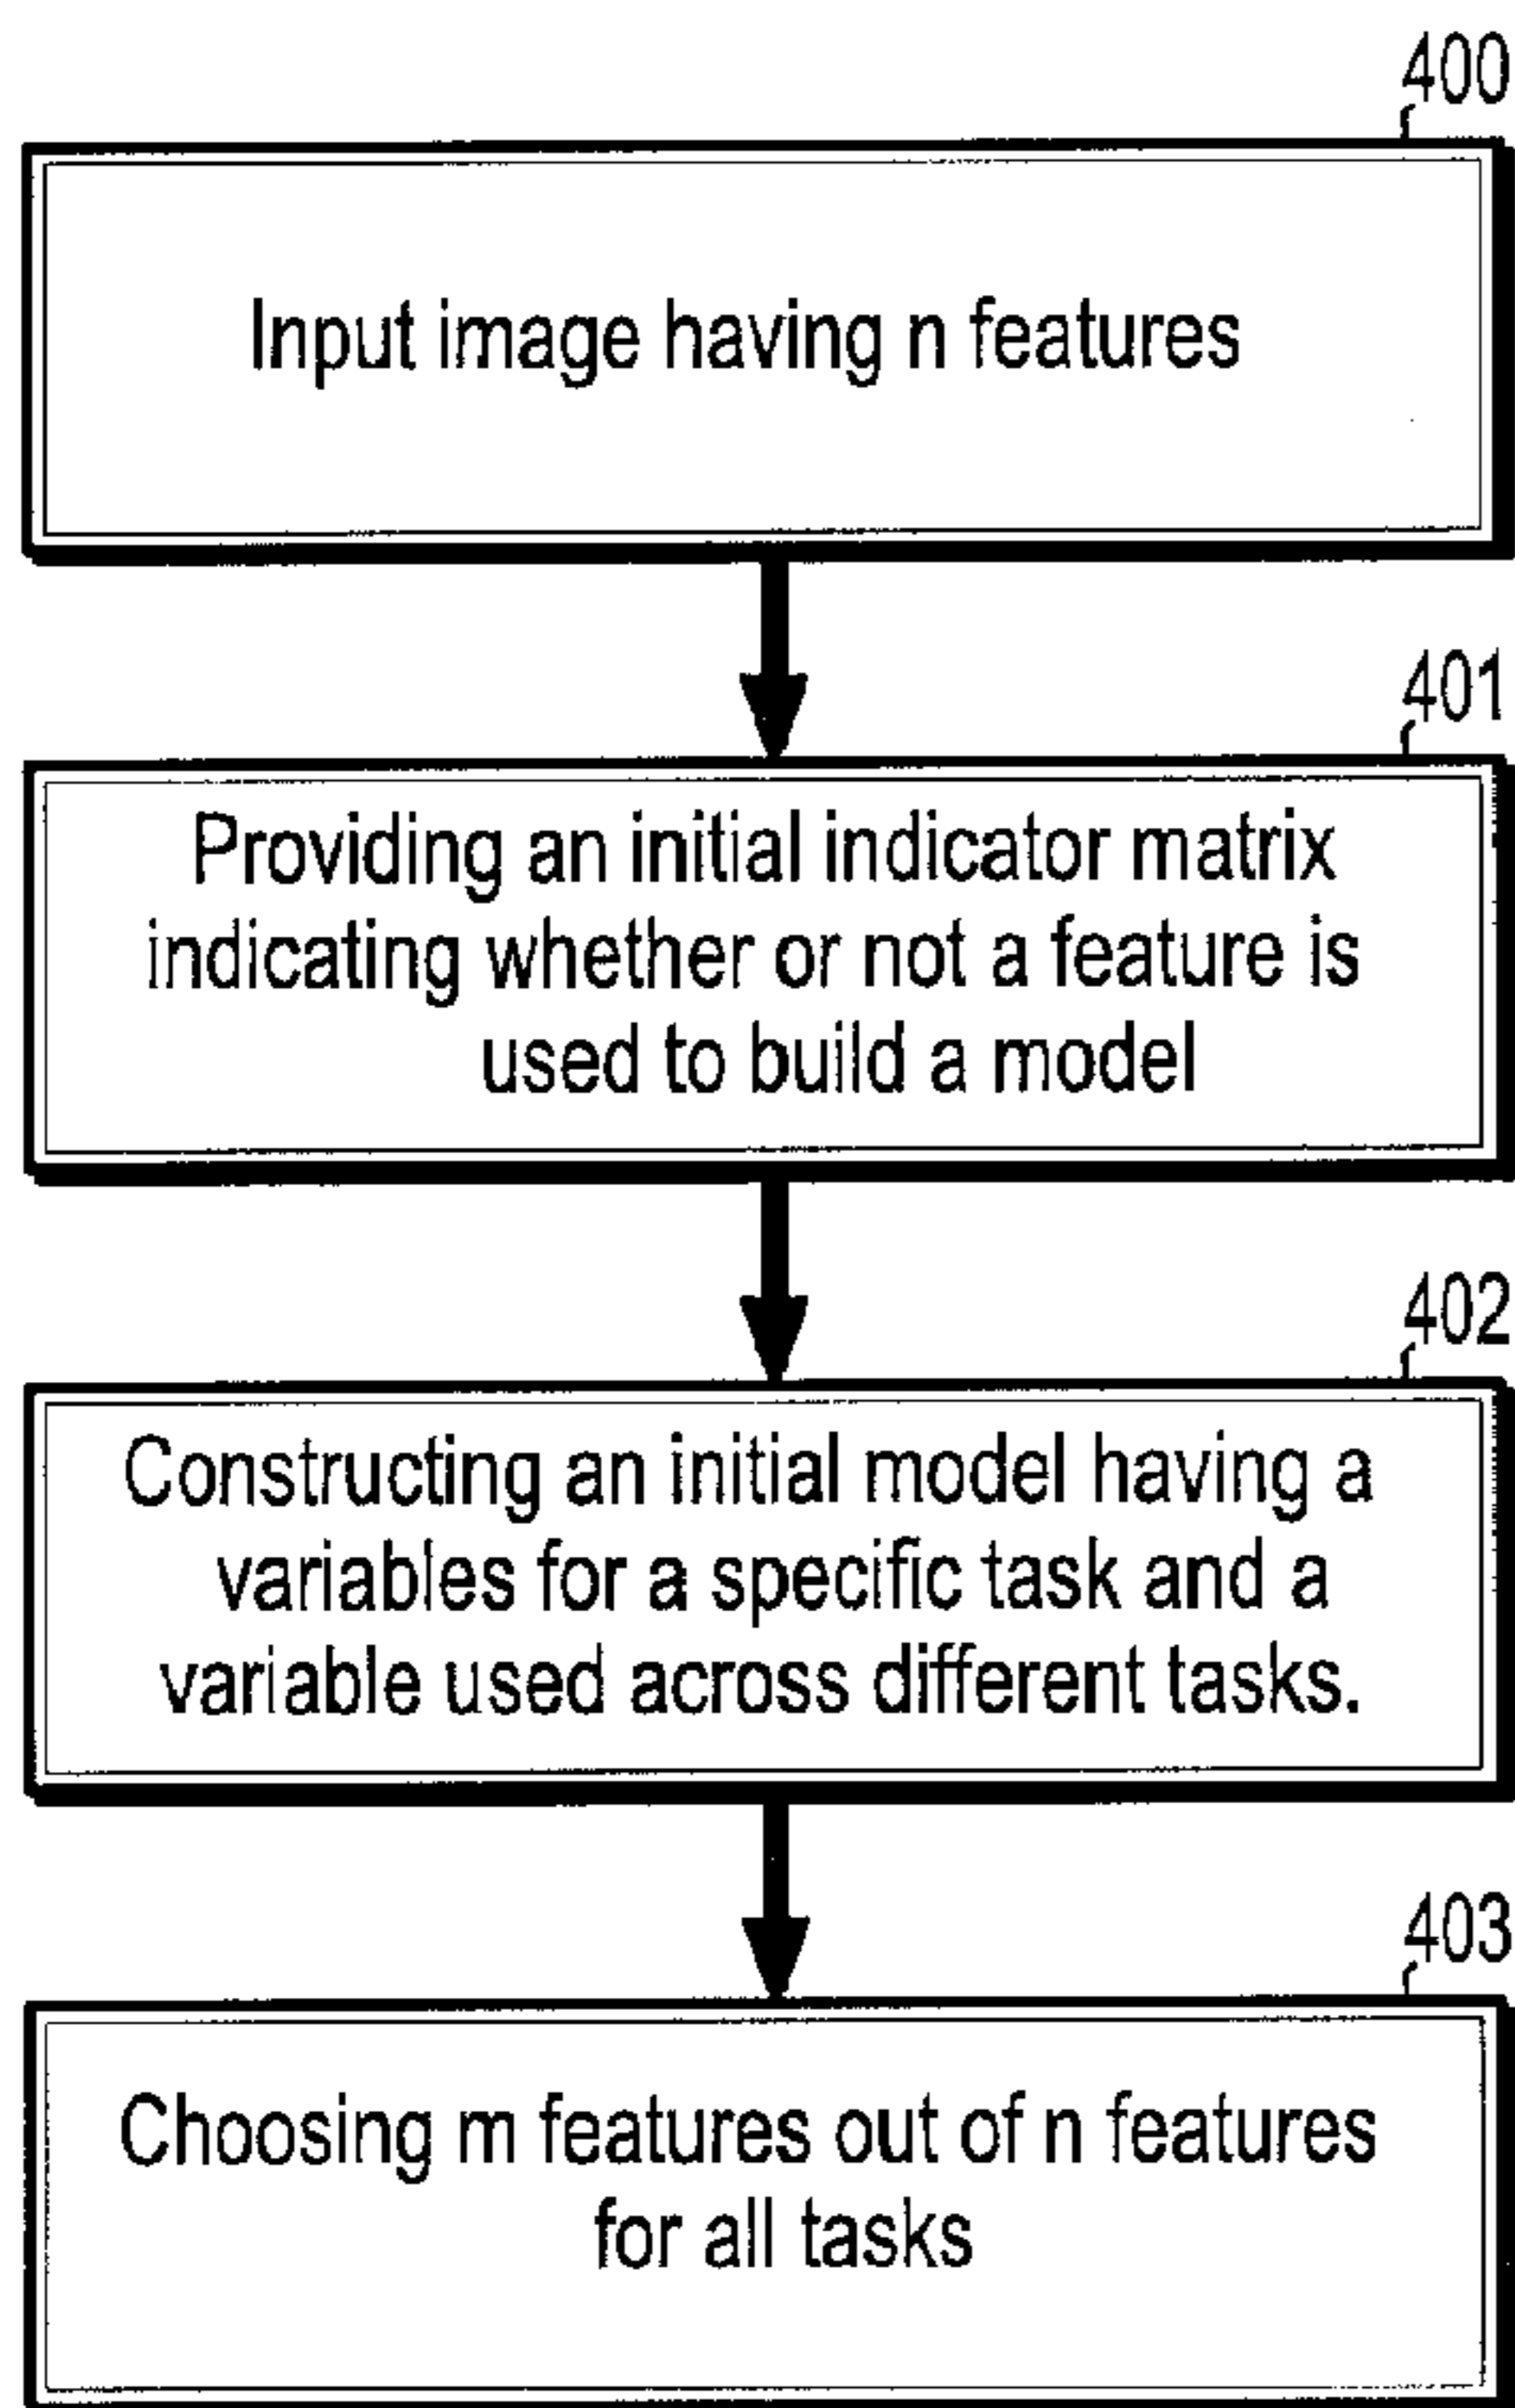 400
Input image having n features
401
Providing an initial indicator matrix
indicating whether or not a feature is
used to build a model
402
Constructing an initial model having a
variables for a specific task and a
variable used across different tasks.
403
Choosing m features out of n features
for all tasks